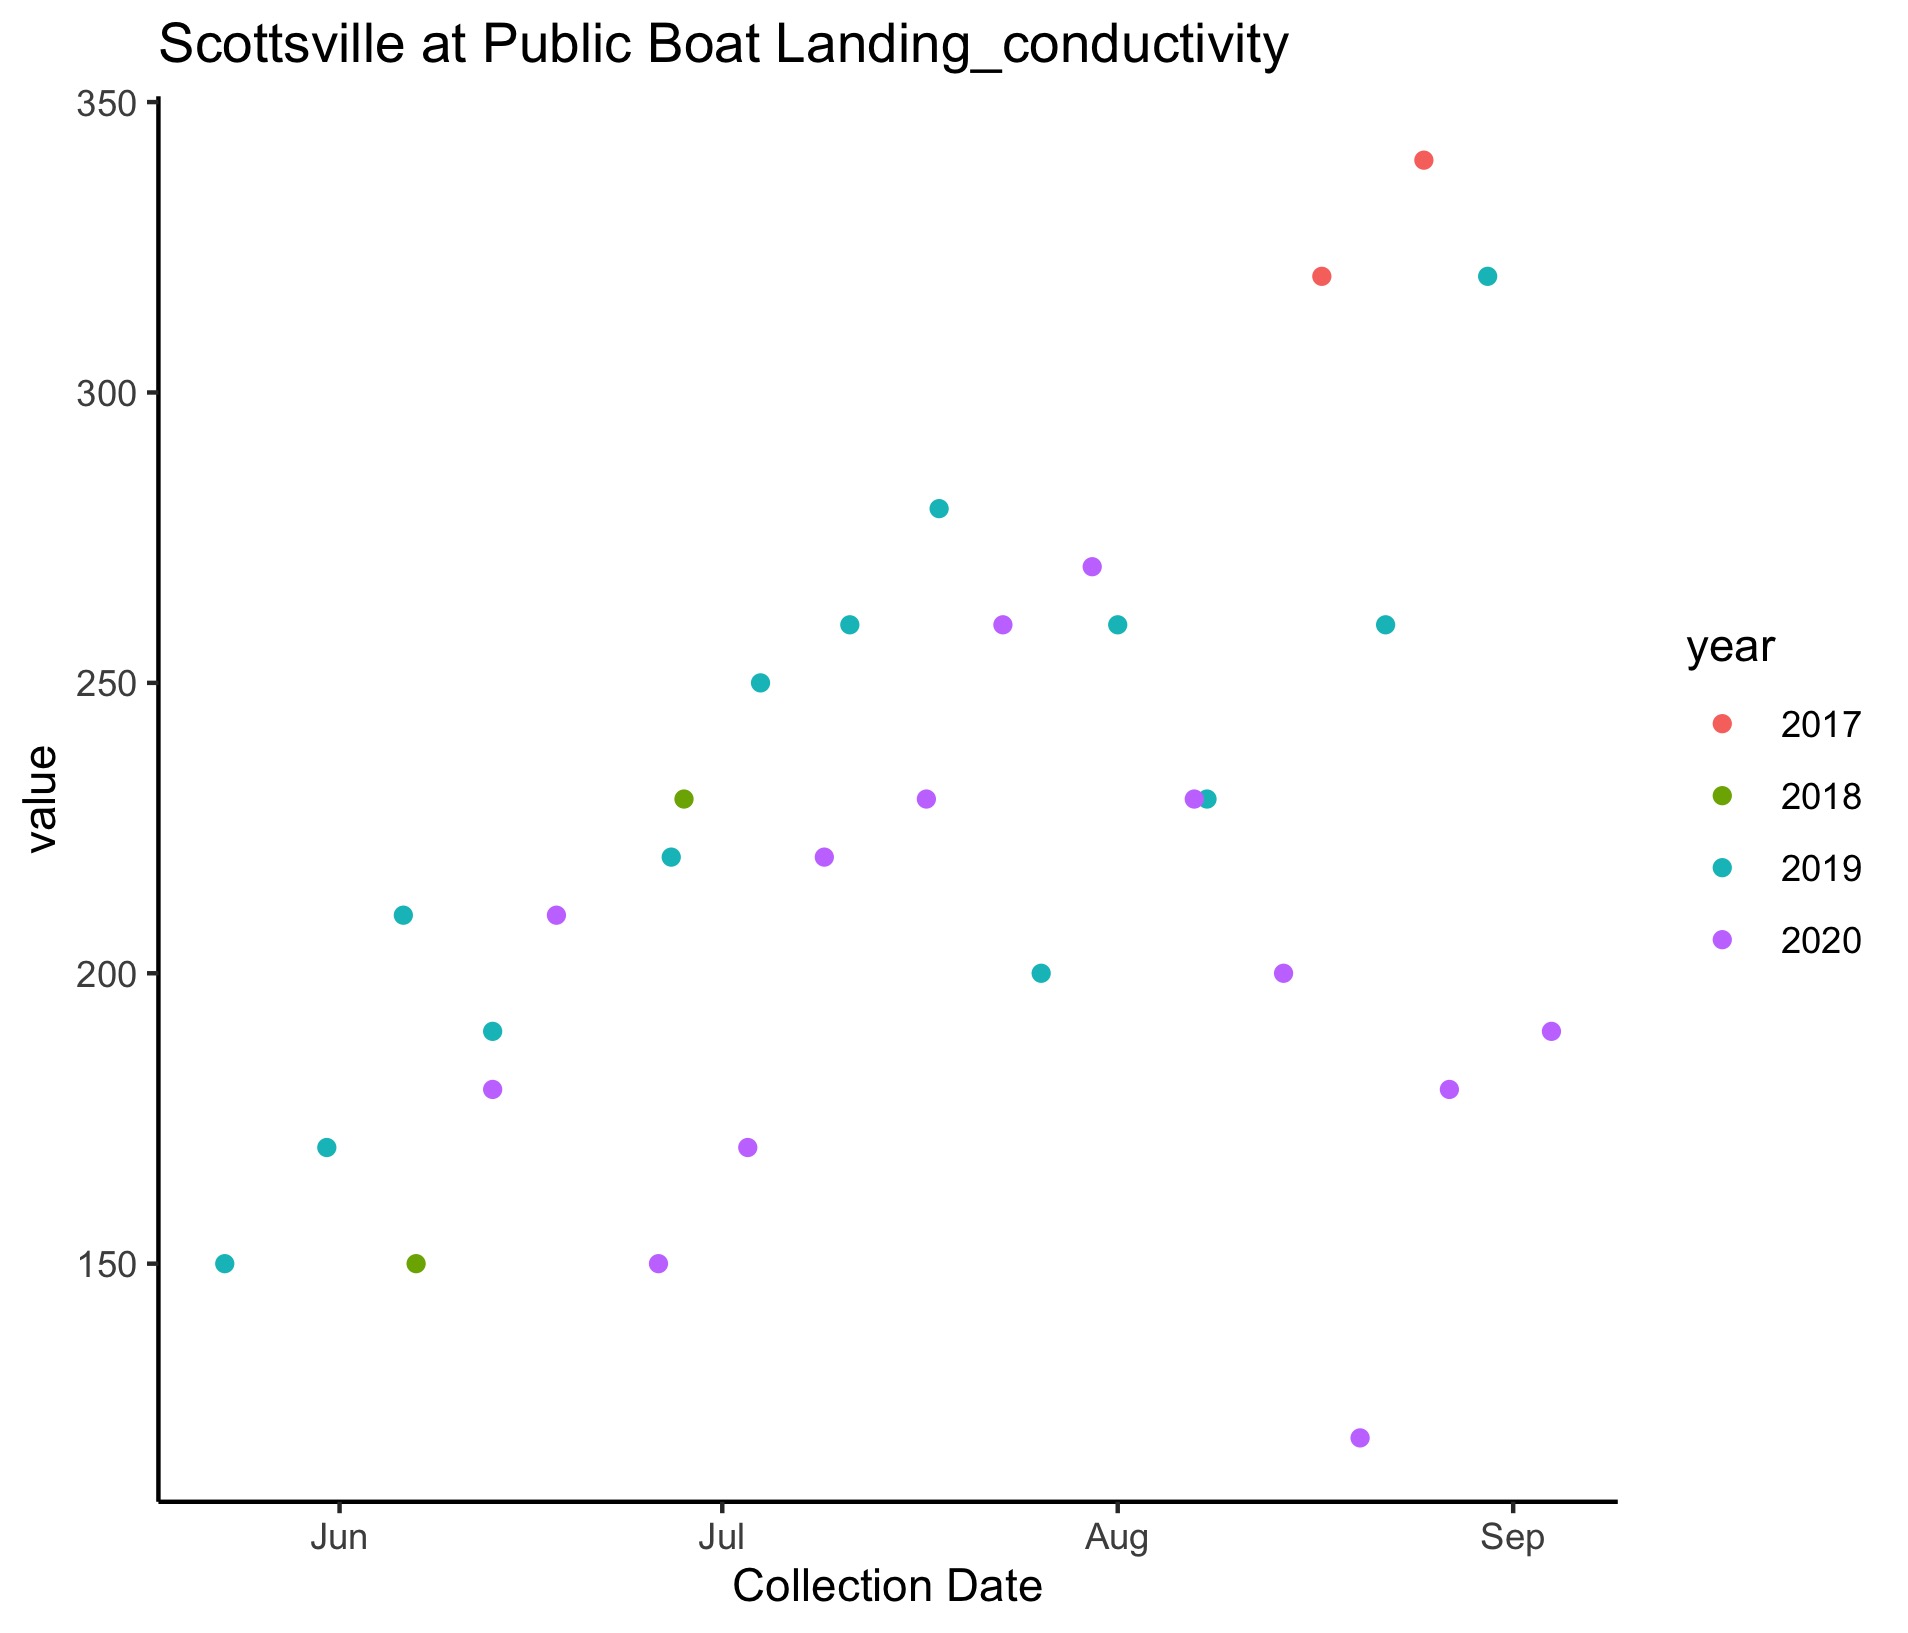 Scottsville at Public Boat Landing_conductivity
350
300
250
200
150
value
Jun Jul Aug Sep
Collection Date
year
2017
2018
2019
2020